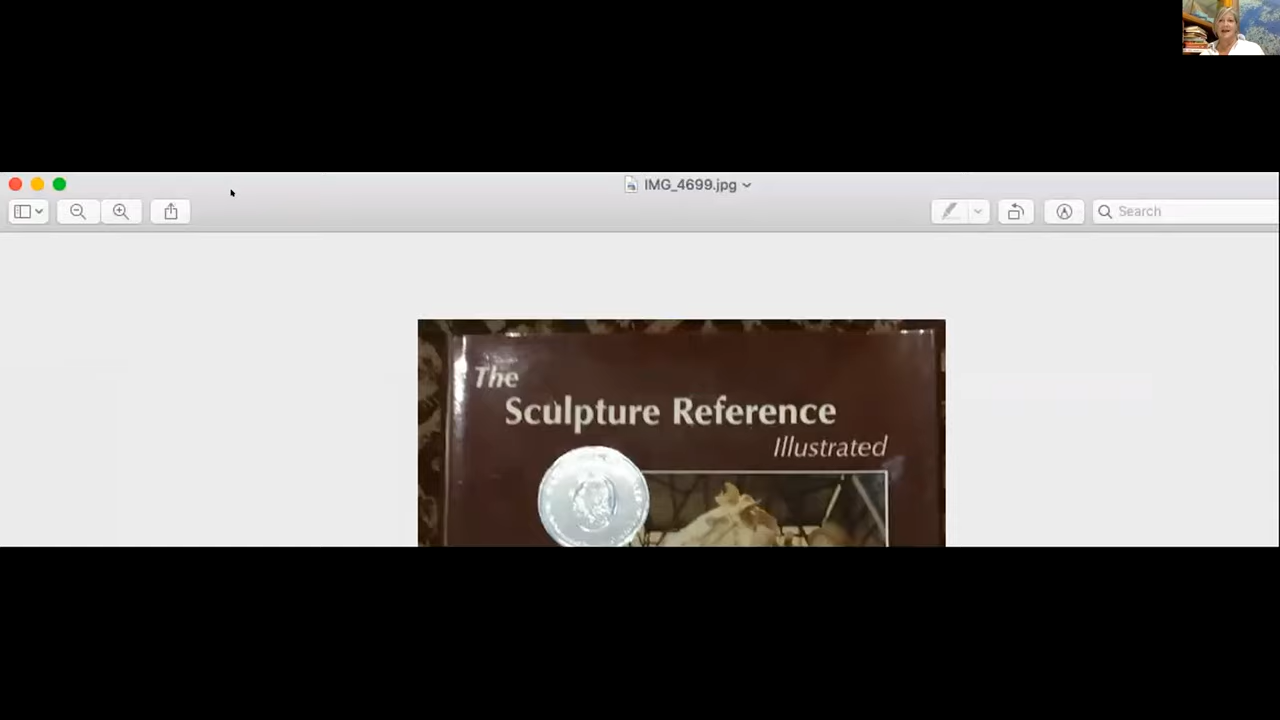 IMG_4699.jpg
Search
The
Sculpture Reference
Illustrated